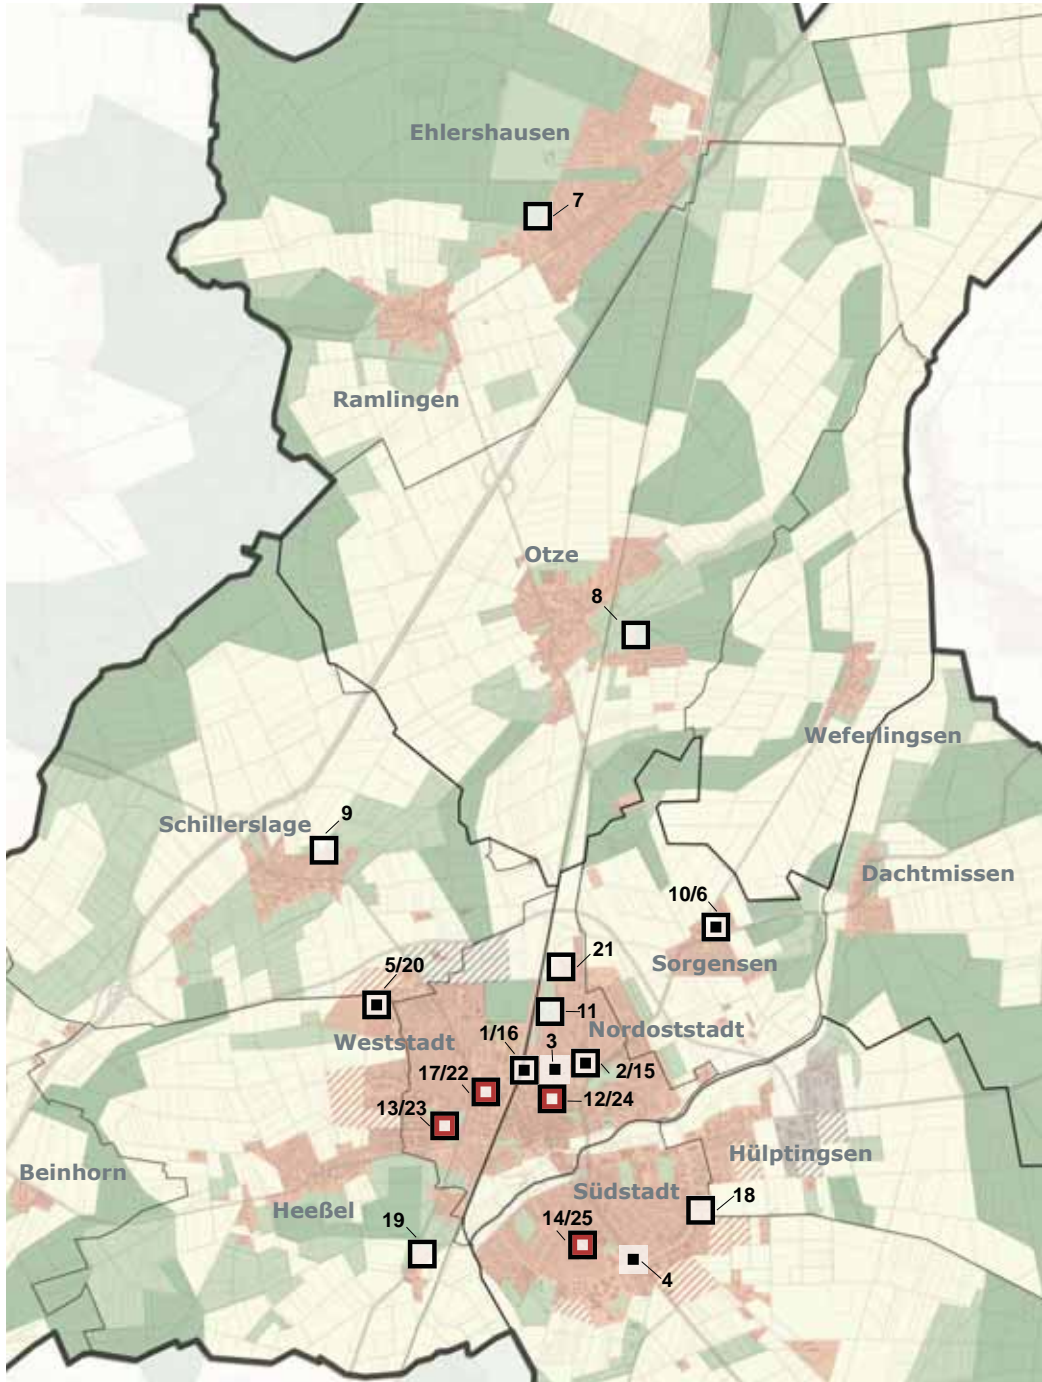 Ehlershausen
7
Ramlingen
Otze
8
Weferlingsen
9
Schillerslage
Dachtmissen
10/6
21
Sorgensen
5/20
11
Nordoststadt
1/16
3
Weststadt
2/15
17/22
12/24
13/23
Hülptingsen
Beinhorn
Südstadt
18
Heeßel
19
14/25
4